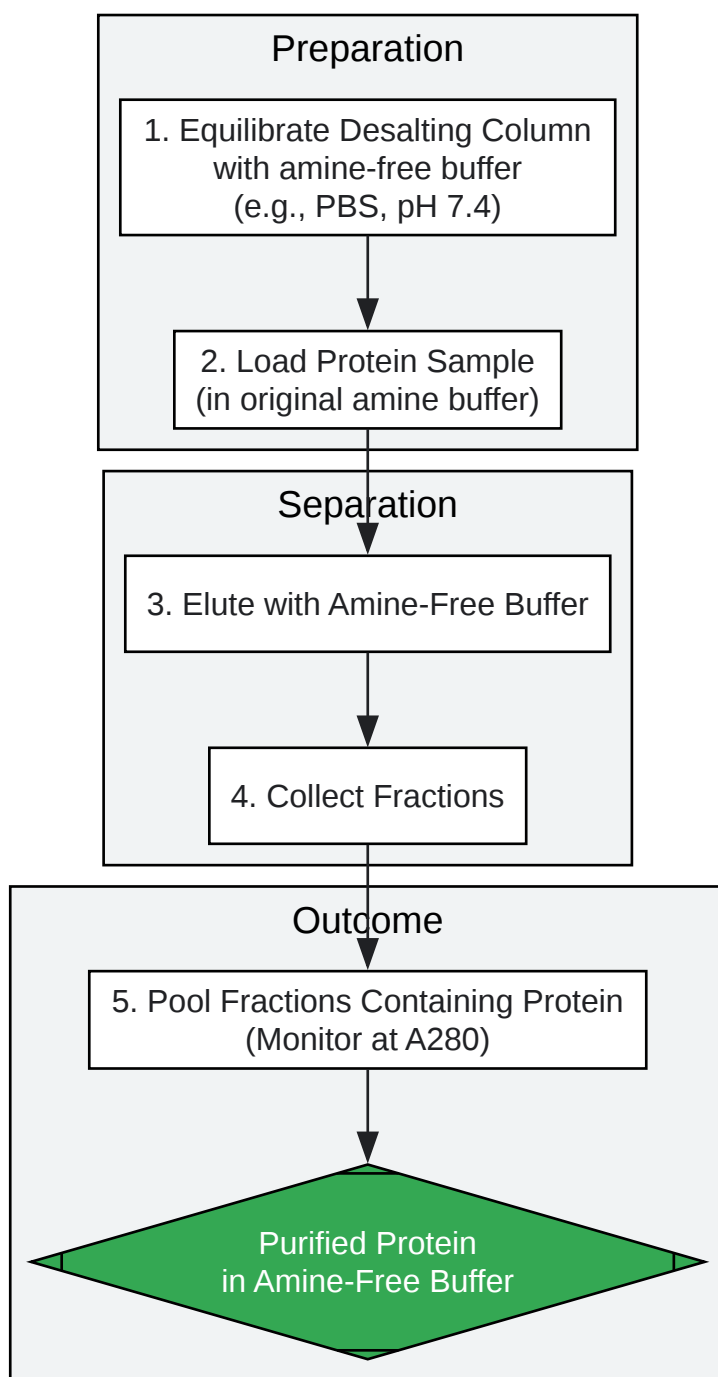 Preparation
1. Equilibrate Desalting Column
with amine-free buffer
(e.g., PBS, pH 7.4)
2. Load Protein Sample
(in original amine buffer)
Separation
3. Elute with Amine-Free Buffer
4. Collect Fractions
Outcome
5. Pool Fractions Containing Protein
(Monitor at A280)
Purified Protein
in Amine-Free Buffer